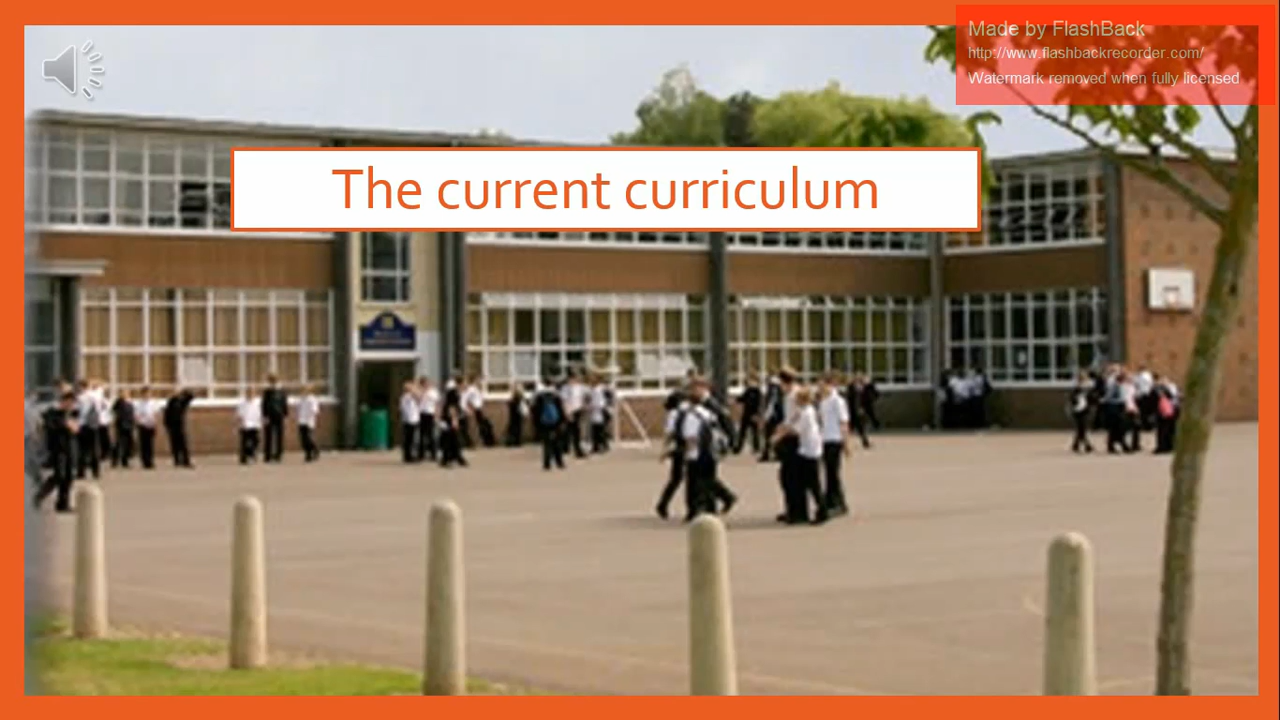 Made by FlashBack
http://www.flashbackrecorder.com/
Watermark removed when fully licensed
The current curriculum